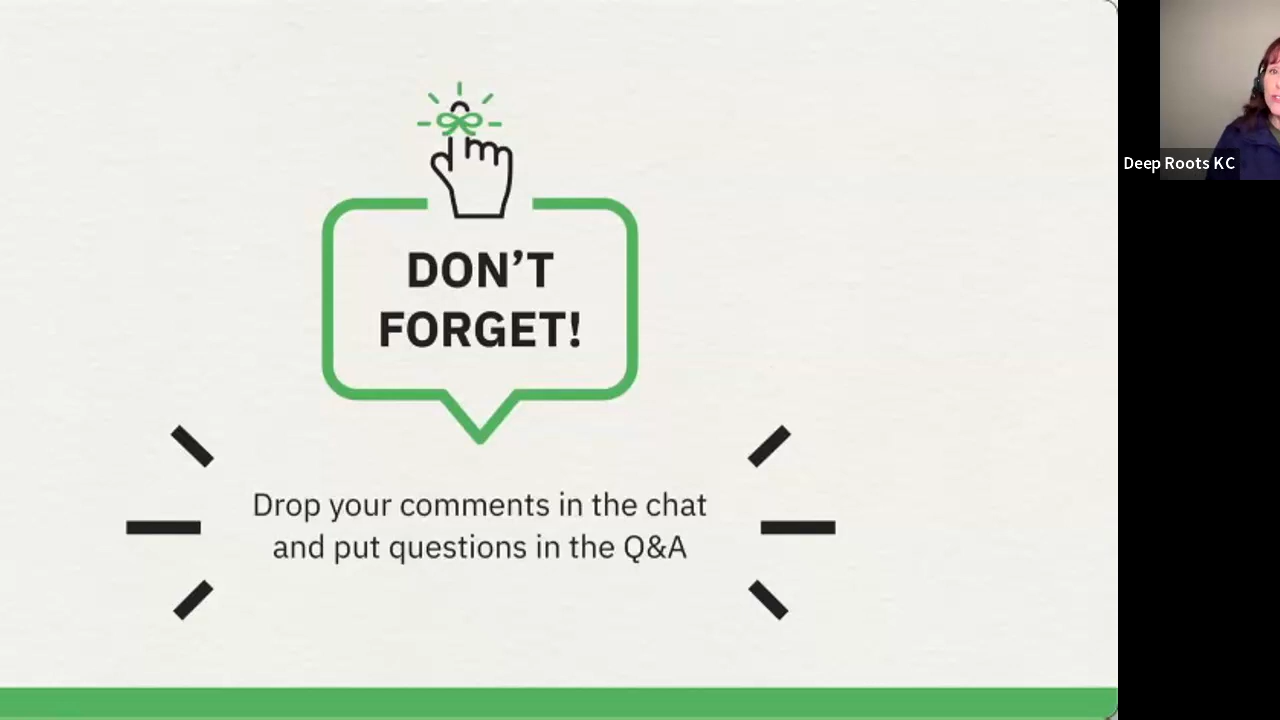 DON’T
FORGET!
Drop your comments in the chat
and put questions in the Q&A
Deep Roots KC